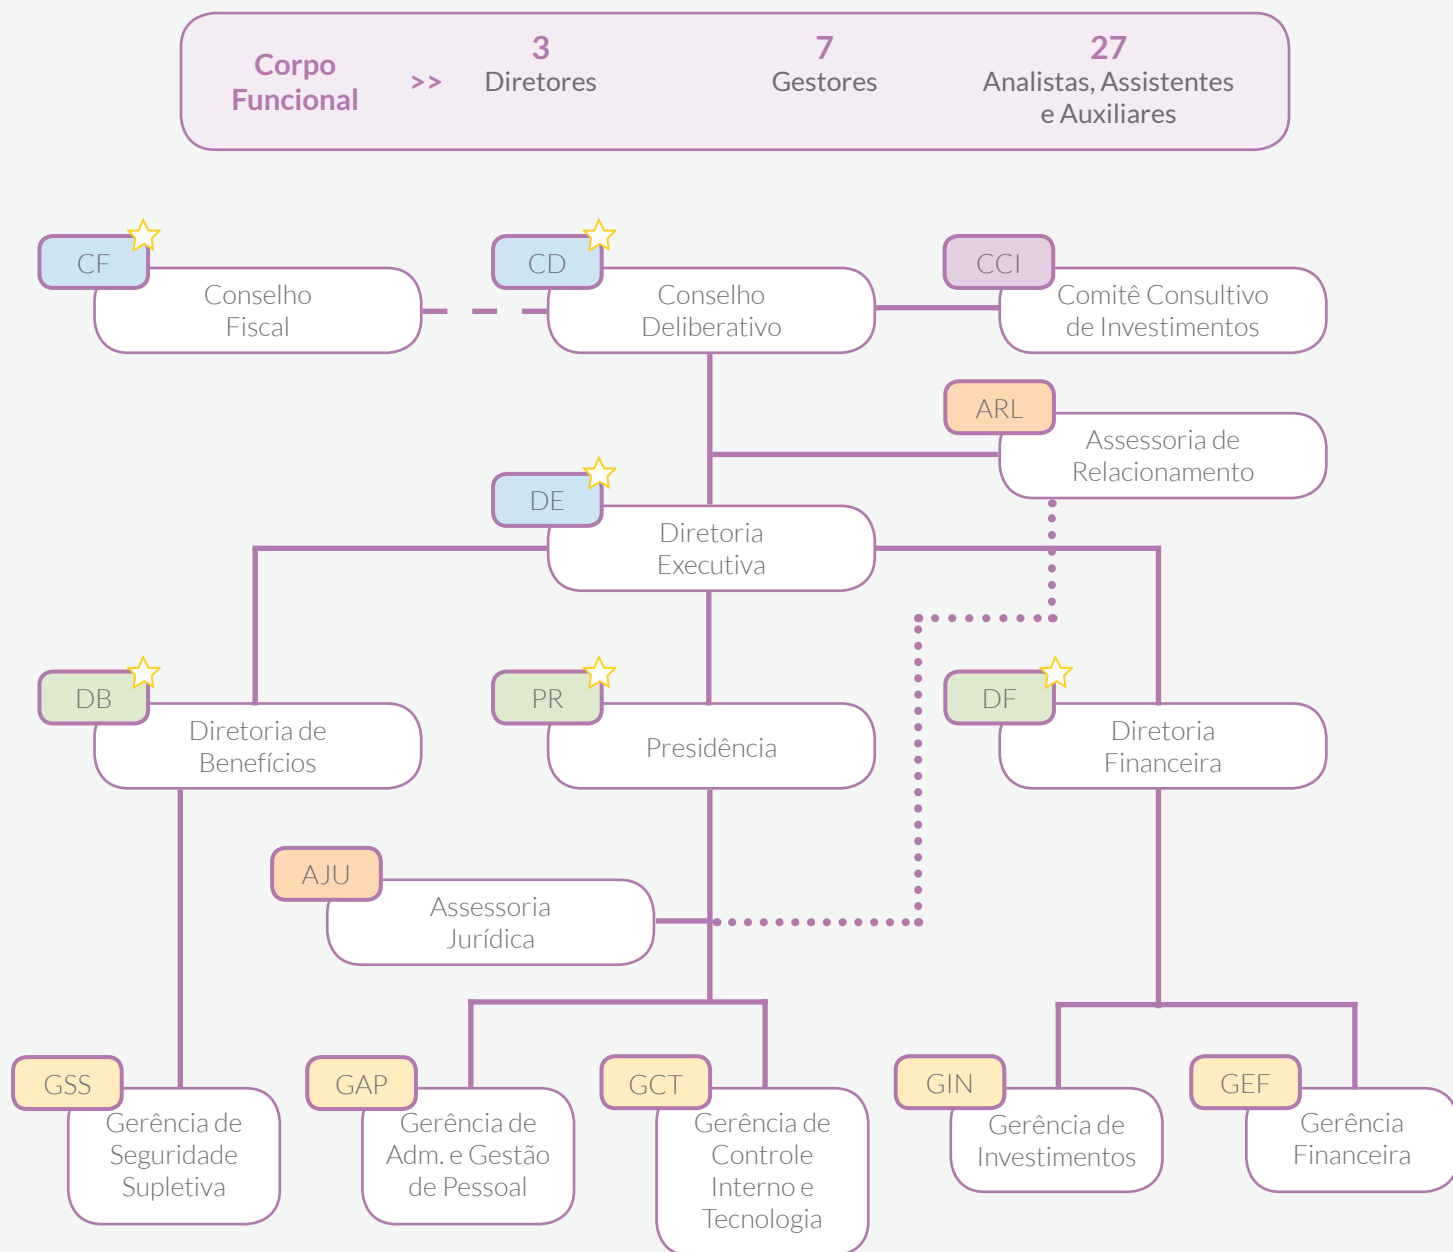 Corpo
Funcional
>>
3
Diretores
7
Gestores
27
Analistas, Assistentes
e Auxiliares
CF
Conselho
Fiscal
CD
Conselho
Deliberativo
CCI
Comitê Consultivo
de Investimentos
ARL
Assessoria de
Relacionamento
DE
Diretoria
Executiva
DB
Diretoria de
Benefícios
PR
Presidência
DF
Diretoria
Financeira
AJU
Assessoria
Jurídica
GSS
Gerência de
Seguridade
Supletiva
GAP
Gerência de
Adm. e Gestão
de Pessoal
GCT
Gerência de
Controle
Interno e
Tecnologia
GIN
Gerência de
Investimentos
GEF
Gerência
Financeira